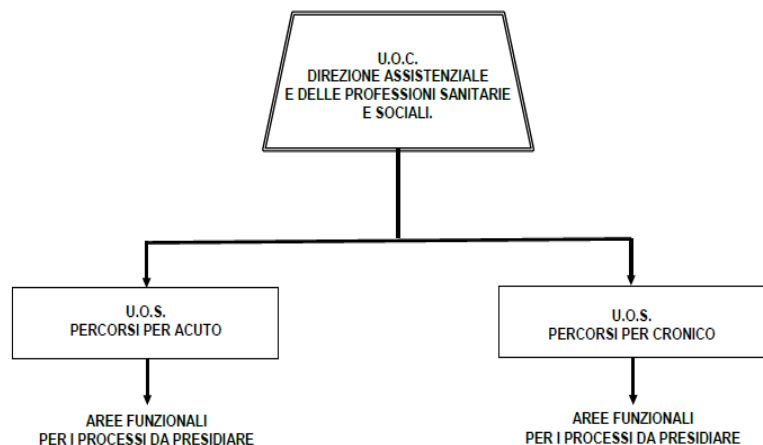 U.O.C.
DIREZIONE ASSISTENZIALE
E DELLE PROFESSIONI SANITARIE
E SOCIALI.
U.O.S.
PERCORSI PER ACUTO
U.O.S.
PERCORSI PER CRONICO
AREE FUNZIONALI
PER I PROCESSI DA PRESIDIARE
AREE FUNZIONALI
PER I PROCESSI DA PRESIDIARE